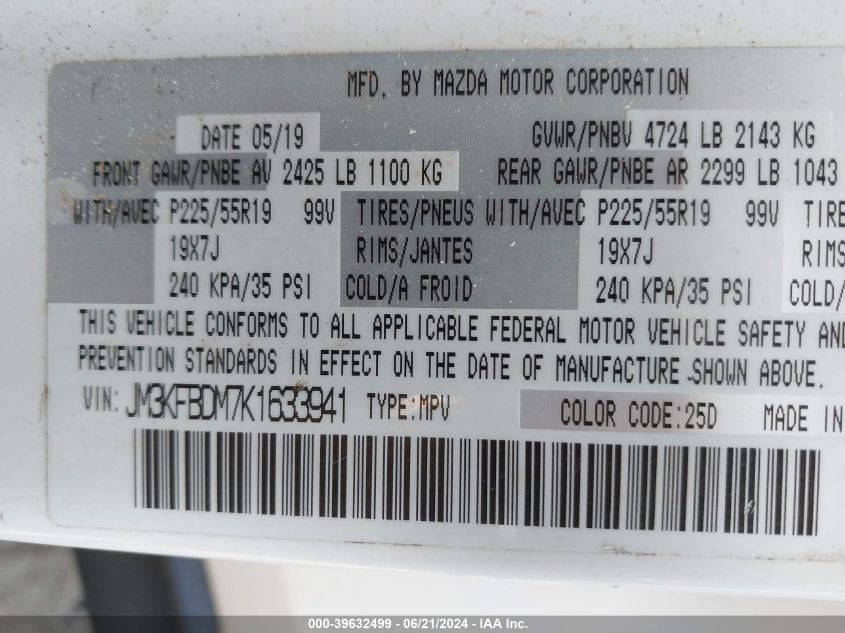 MFD. BY MAZDA MOTOR CORPORATION
DATE 05/19 GVWR/PNBV 4724 LB 2143 KG
FRONT GAWR/PNBE AV 2425 LB 1100 KG REAR GAWR/PNBE AR 2299 LB 1043
WITH/AVEC P225/55R19 99V TIRES/PNEUS WITH/AVEC P225/55R19 99V TIRE
19X7J RIMS/JANTES 19X7J RIMS
240 KPA/35 PSI COLD/A FROID 240 KPA/35 PSI COLD/
THIS VEHICLE CONFORMS TO ALL APPLICABLE FEDERAL MOTOR VEHICLE SAFETY AND
PREVENTION STANDARDS IN EFFECT ON THE DATE OF MANUFACTURE SHOWN ABOVE.
VIN: JM3KFBDM7K1633941 TYPE:MPV COLOR CODE:25D MADE IN
000-39632499 - 06/21/2024 - IAA Inc.